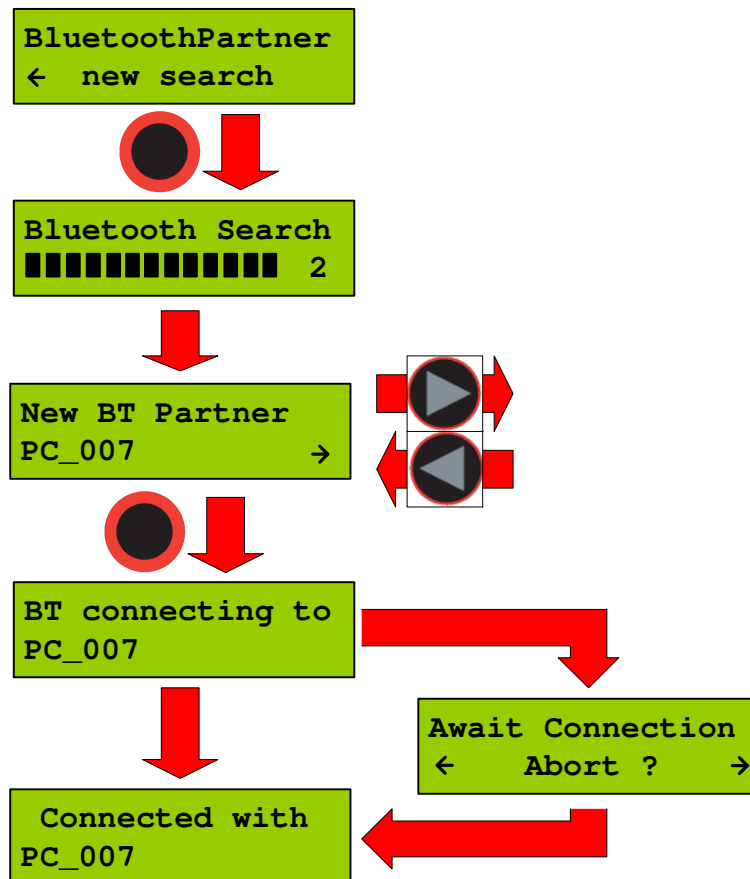 BluetoothPartner
← new search
Bluetooth Search
2
New BT Partner
PC_007 →
BT connecting to
PC_007
Await Connection
← Abort ? →
Connected with
PC_007